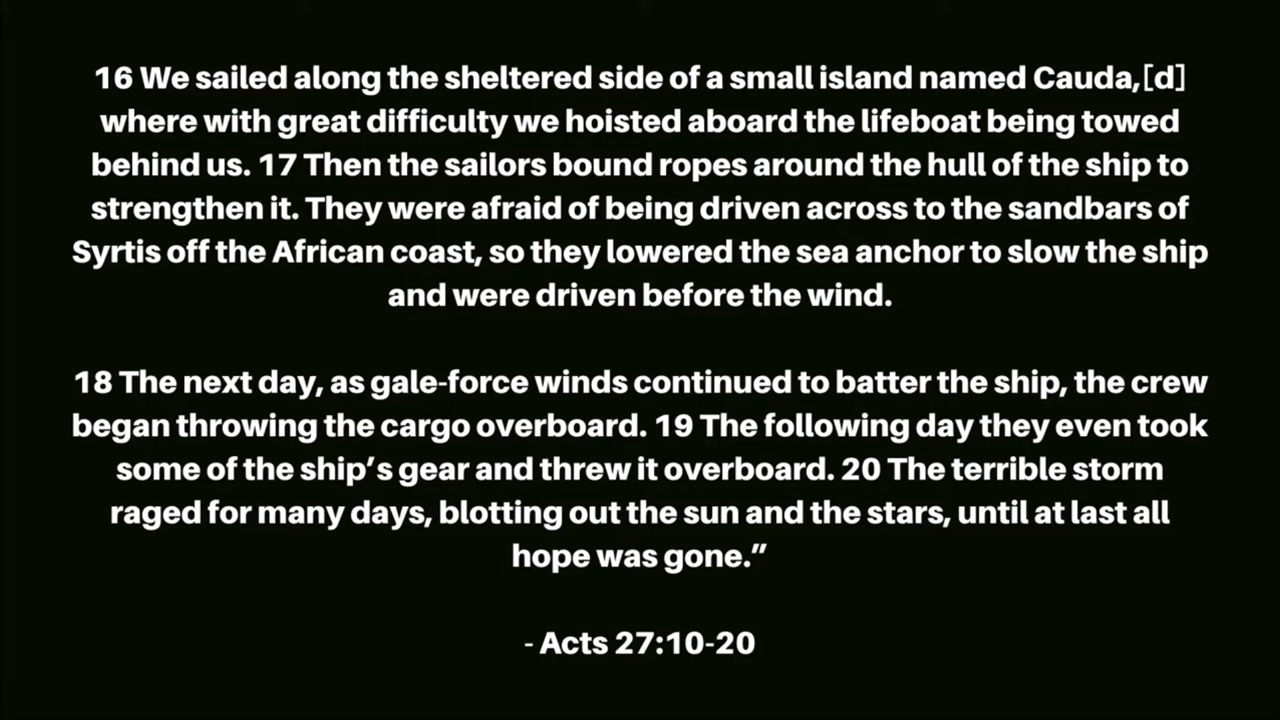 16 We sailed along the sheltered side of a small island named Cauda,[d]
where with great difficulty we hoisted aboard the lifeboat being towed
behind us. 17 Then the sailors bound ropes around the hull of the ship to
strengthen it. They were afraid of being driven across to the sandbars of
Syrtis off the African coast, so they lowered the sea anchor to slow the ship
and were driven before the wind.
18 The next day, as gale-force winds continued to batter the ship, the crew
began throwing the cargo overboard. 19 The following day they even took
some of the ship’s gear and threw it overboard. 20 The terrible storm
raged for many days, blotting out the sun and the stars, until at last all
hope was gone.”
- Acts 27:10-20